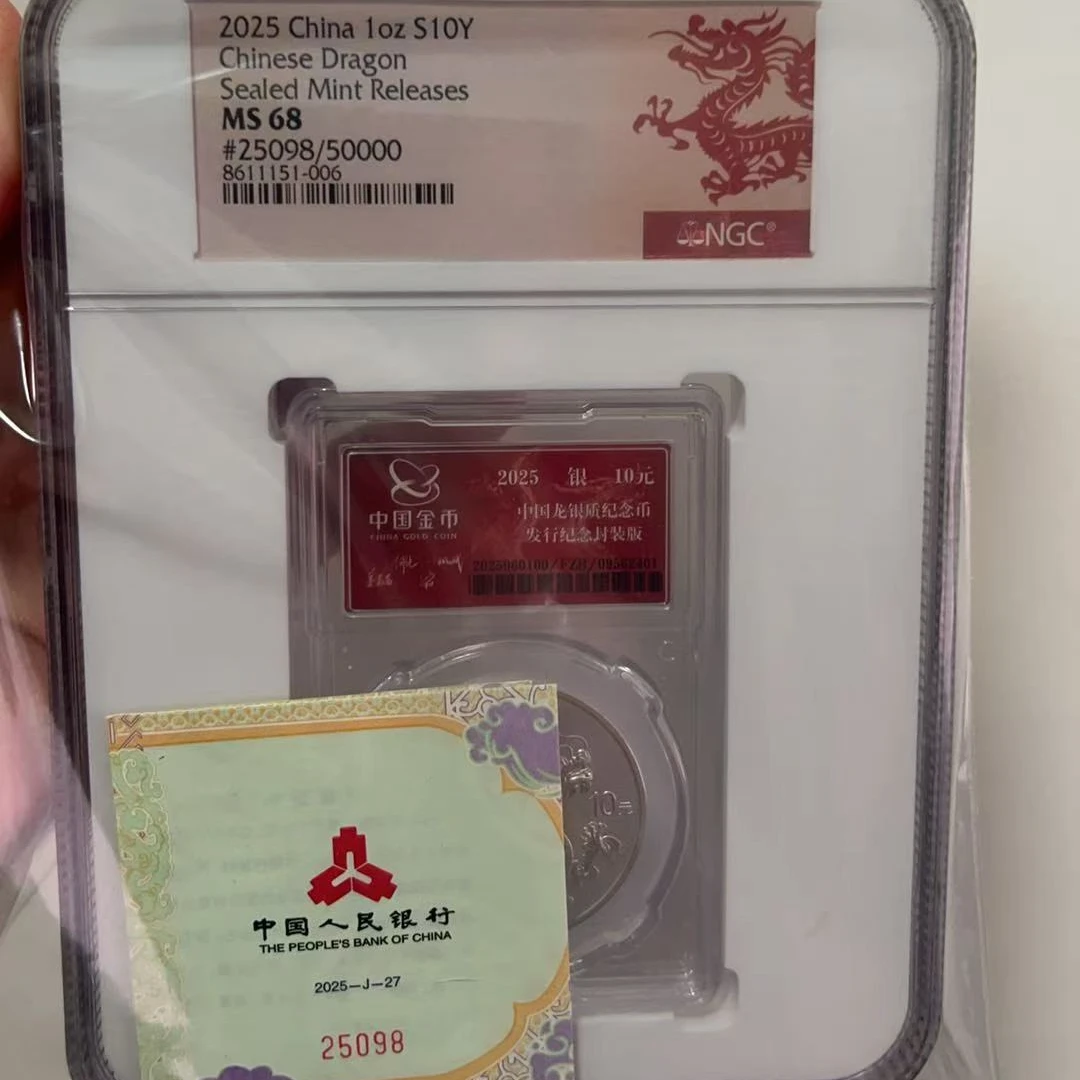 2025 China 1oz S10Y
Chinese Dragon
Sealed Mint Releases
MS 68
#25098/50000
8611151-006
NGC®
中国金币
CHINA GOLD COIN
2025 银 10元
中国龙银质纪念币
发行纪念封装版
10元
中国人民银行
THE PEOPLE'S BANK OF CHINA
2025-J-27
25098